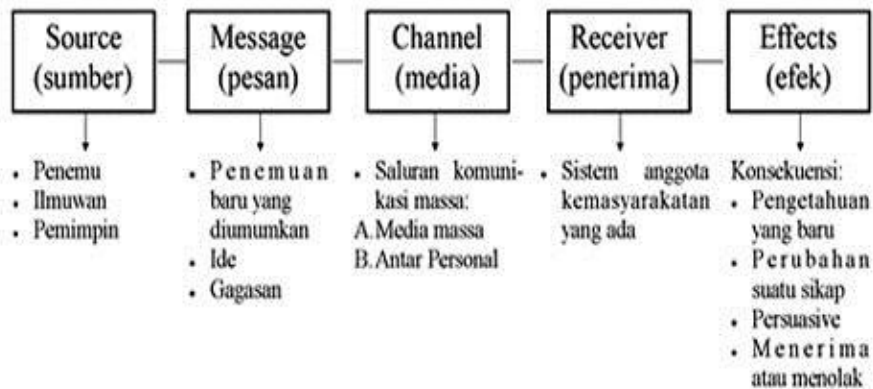 Source
(sumber)
Message
(pesan)
Channel
(media)
Receiver
(penerima)
Effects
(efek)
• Penemu
• Ilmuwan
• Pemimpin
• Penemuan
baru yang
diumumkan
• Ide
• Gagasan
• Saluran komuni-
kasi massa:
A. Media massa
B. Antar Personal
• Sistem anggota
kemasyarakatan
yang ada
Konsekuensi:
• Pengetahuan
yang baru
• Perubahan
suatu sikap
• Persuasive
• Menerima
atau menolak